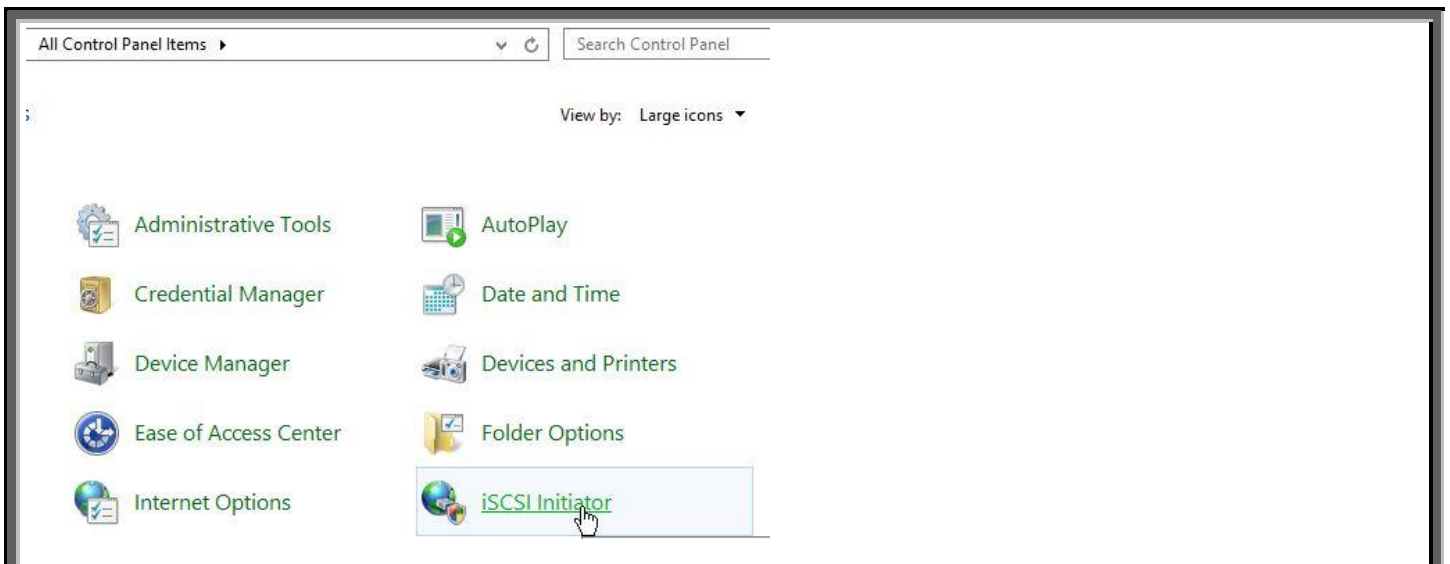 All Control Panel Items
Search Control Panel
s
View by: Large icons
Administrative Tools
AutoPlay
Credential Manager
Date and Time
Device Manager
Devices and Printers
Ease of Access Center
Folder Options
Internet Options
iSCSI Initiator